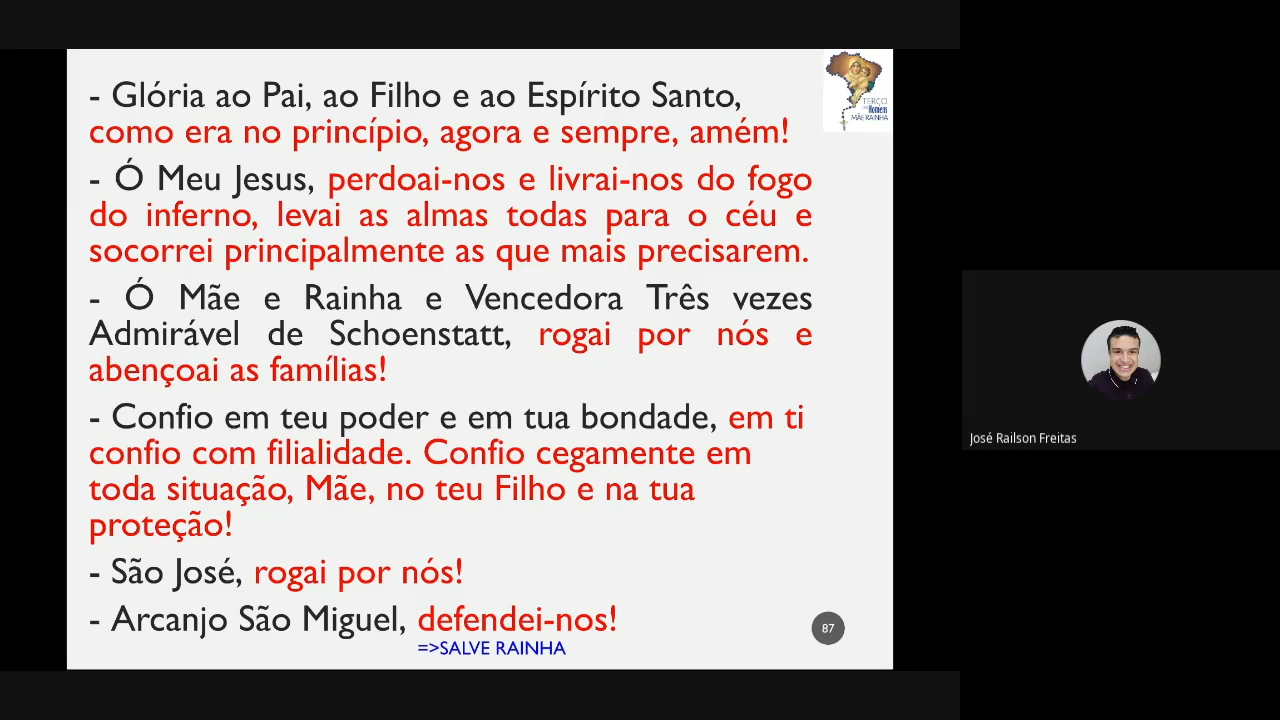 - Glória ao Pai, ao Filho e ao Espírito Santo,
como era no princípio, agora e sempre, amém!
- Ó Meu Jesus, perdoai-nos e livrai-nos do fogo
do inferno, levai as almas todas para o céu e
socorrei principalmente as que mais precisarem.
- Ó Mãe e Rainha e Vencedora Três vezes
Admirável de Schoenstatt, rogai por nós e
abençoai as famílias!
- Confio em teu poder e em tua bondade, em ti
confio com filialidade. Confio cegamente em
toda situação, Mãe, no teu Filho e na tua
proteção!
- São José, rogai por nós!
- Arcanjo São Miguel, defendei-nos!
=>SALVE RAINHA
87
TERÇO
Homens
MÃE RAINHA
José Railson Freitas